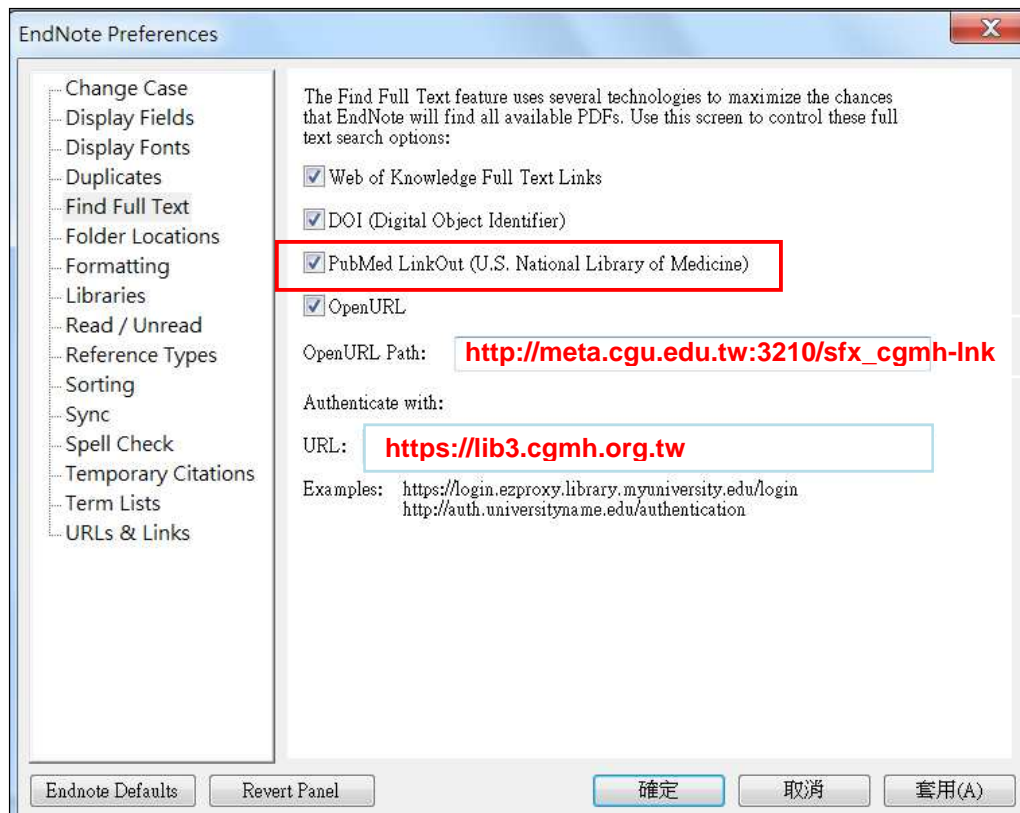 EndNote Preferences
Change Case
Display Fields
Display Fonts
Duplicates
Find Full Text
Folder Locations
Formatting
Libraries
Read / Unread
Reference Types
Sorting
Sync
Spell Check
Temporary Citations
Term Lists
URLs & Links
The Find Full Text feature uses several technologies to maximize the chances
that EndNote will find all available PDFs. Use this screen to control these full
text search options:
Web of Knowledge Full Text Links
DOI (Digital Object Identifier)
PubMed LinkOut (U.S. National Library of Medicine)
OpenURL
OpenURL Path: http://meta.cgu.edu.tw:3210/sfx_cgmh-lnk
Authenticate with:
URL: https://lib3.cgmh.org.tw
Examples: https://login.ezproxy.library.myuniversity.edu/login
http://auth.universityname.edu/authentication
Endnote Defaults
Revert Panel
確定
取消
套用(A)